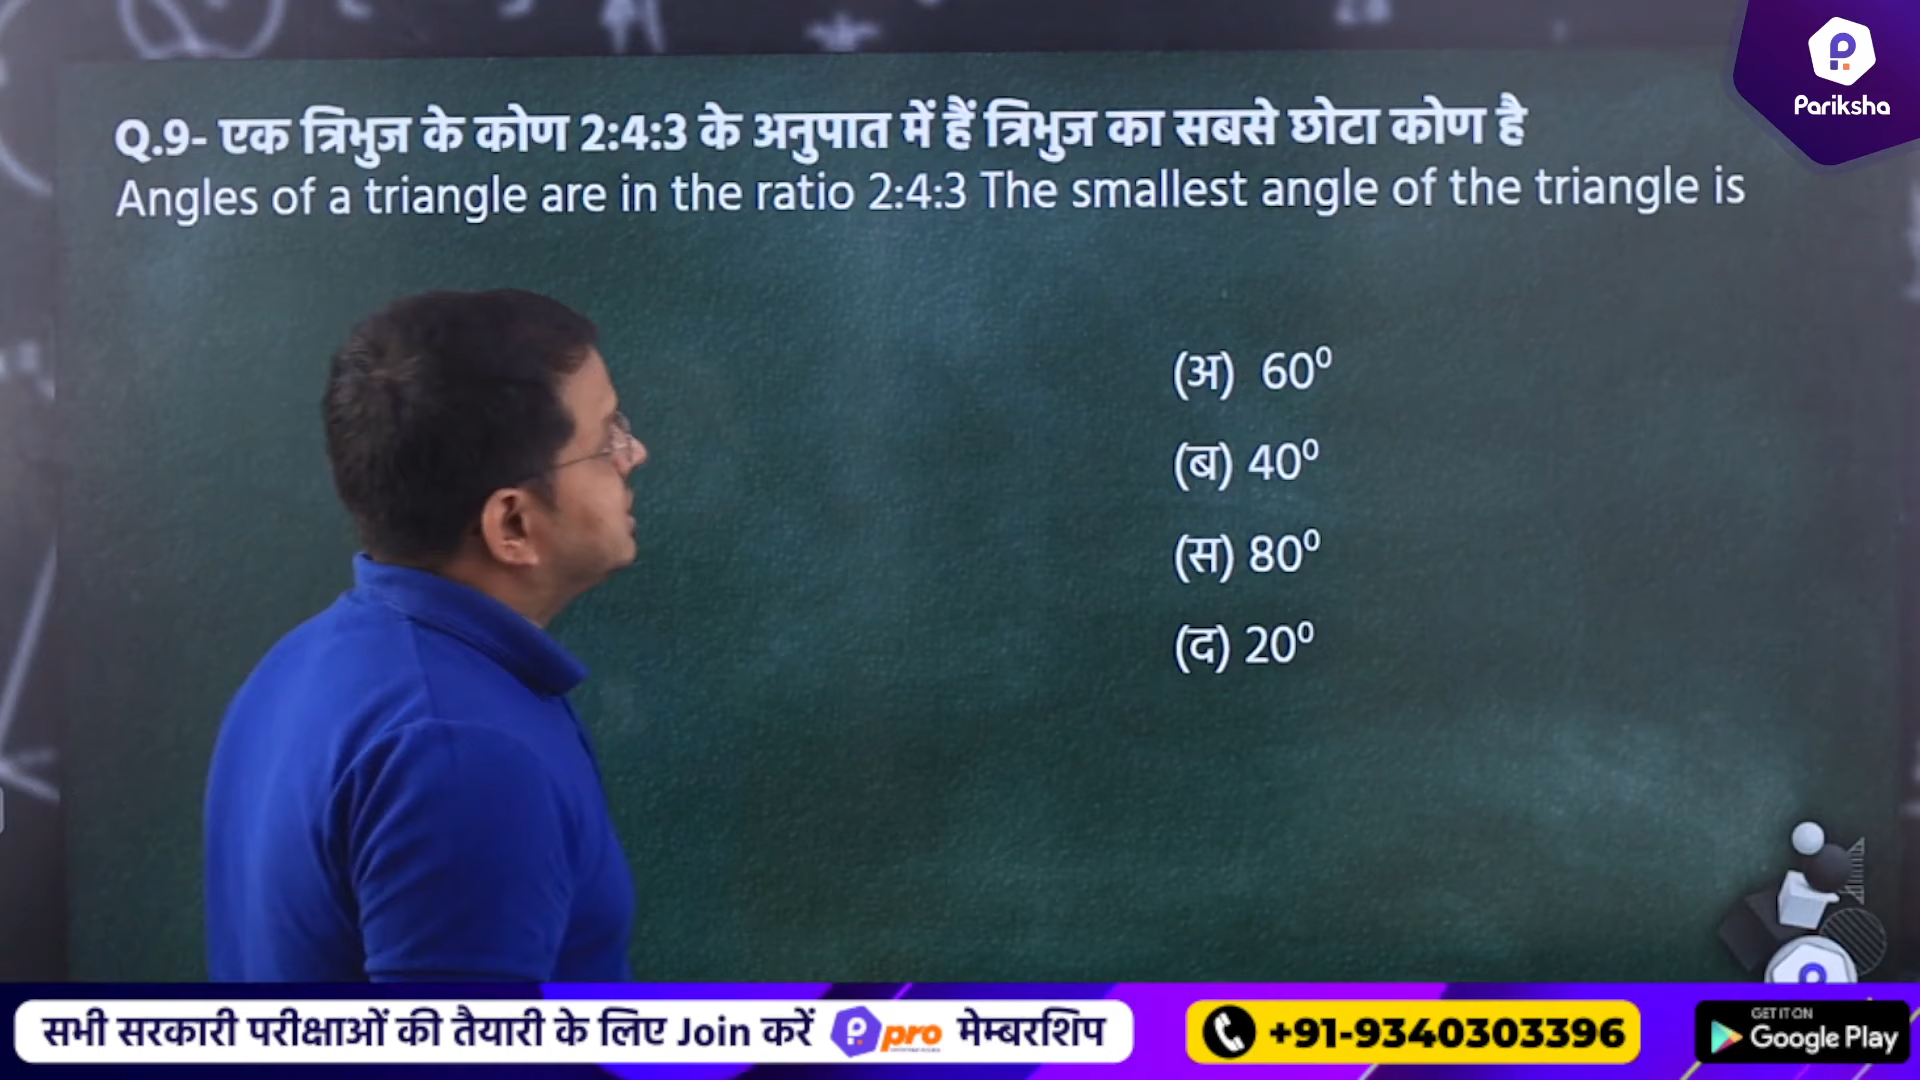 Pariksha
Q.9- एक त्रिभुज के कोण 2:4:3 के अनुपात में हैं त्रिभुज का सबसे छोटा कोण है
Angles of a triangle are in the ratio 2:4:3 The smallest angle of the triangle is
(अ) 60⁰
(ब) 40⁰
(स) 80⁰
(द) 20⁰
सभी सरकारी परीक्षाओं की तैयारी के लिए Join करें pro मेम्बरशिप
+91-9340303396
GET IT ON
Google Play